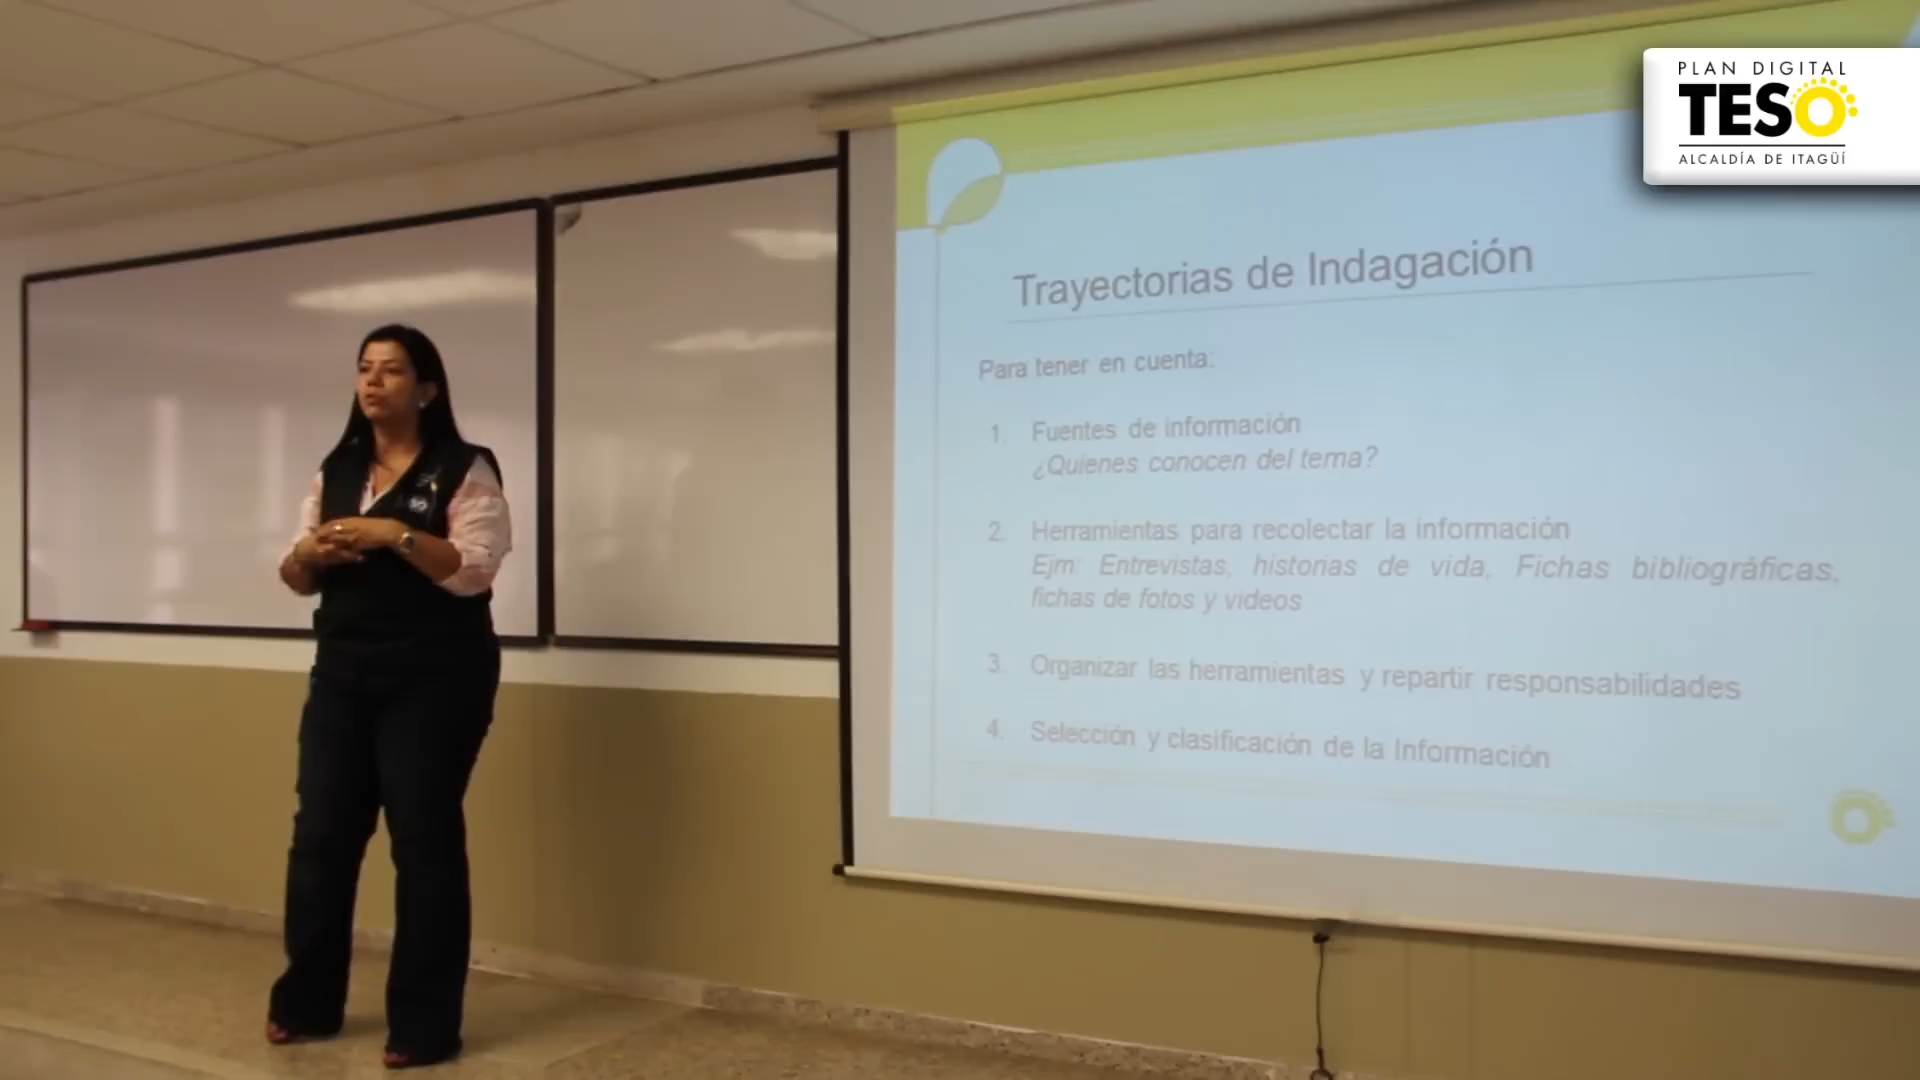 PLAN DIGITAL
TESO
ALCALDÍA DE ITAGÜÍ
Trayectorias de Indagación
Para tener en cuenta:
1. Fuentes de información
¿Quienes conocen del tema?
2. Herramientas para recolectar la información
Ejm: Entrevistas, historias de vida, Fichas bibliográficas,
fichas de fotos y videos
3. Organizar las herramientas y repartir responsabilidades
4. Selección y clasificación de la Información